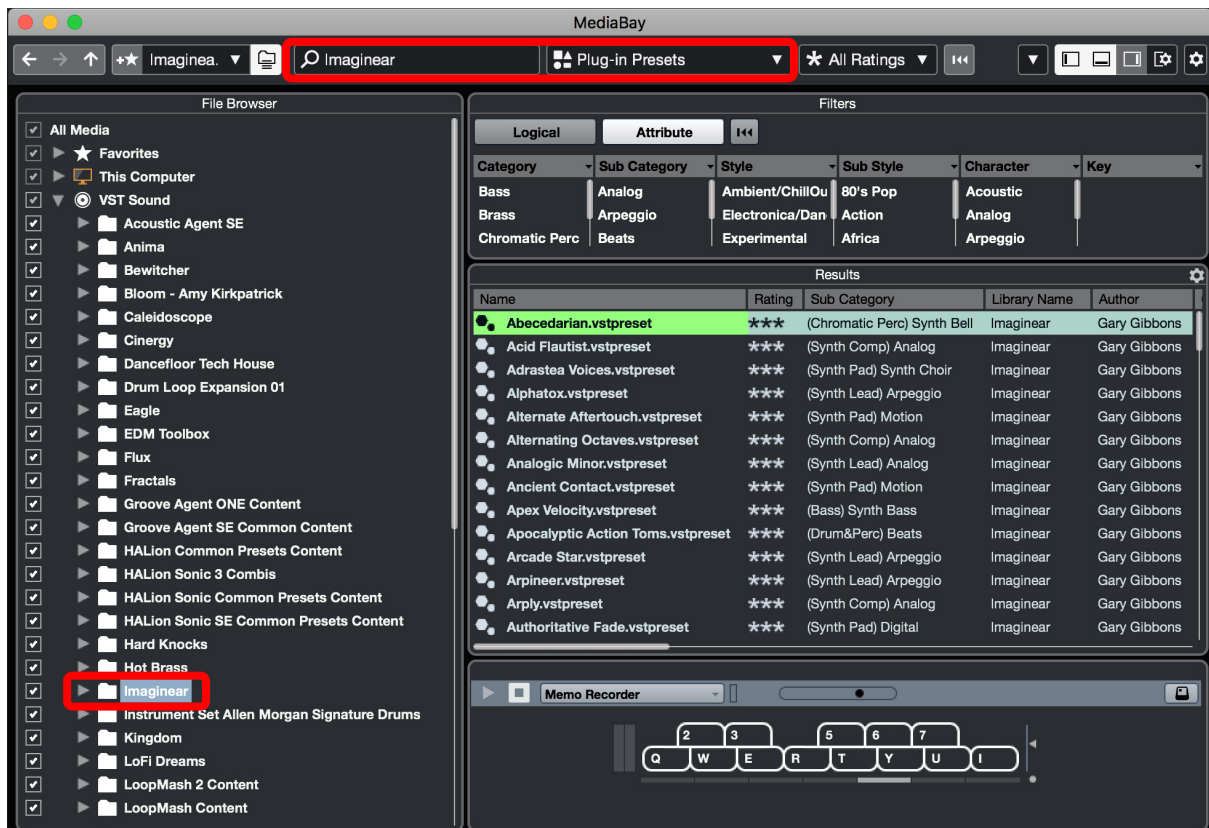 MediaBay
Imaginea. Imaginear Plug-in Presets All Ratings
File Browser
All Media
Favorites
This Computer
VST Sound
Acoustic Agent SE
Anima
Bewitcher
Bloom - Amy Kirkpatrick
Caleidoscope
Cinergy
Dancefloor Tech House
Drum Loop Expansion 01
Eagle
EDM Toolbox
Flux
Fractals
Groove Agent ONE Content
Groove Agent SE Common Content
HALion Common Presets Content
HALion Sonic 3 Combis
HALion Sonic Common Presets Content
HALion Sonic SE Common Presets Content
Hard Knocks
Hot Brass
Imaginear
Instrument Set Allen Morgan Signature Drums
Kingdom
LoFi Dreams
LoopMash 2 Content
LoopMash Content
Filters
Logical Attribute
Category Sub Category Style Sub Style Character Key
Bass Analog Ambient/ChillOu 80's Pop Acoustic
Brass Arpeggio Electronica/Dan Action Analog
Chromatic Perc Beats Experimental Africa Arpeggio
Results
Name Rating Sub Category Library Name Author
Abecedarian.vstpreset *** (Chromatic Perc) Synth Bell Imaginear Gary Gibbons
Acid Flautist.vstpreset *** (Synth Comp) Analog Imaginear Gary Gibbons
Adrastea Voices.vstpreset *** (Synth Pad) Synth Choir Imaginear Gary Gibbons
Alphatox.vstpreset *** (Synth Lead) Arpeggio Imaginear Gary Gibbons
Alternate Aftertouch.vstpreset *** (Synth Pad) Motion Imaginear Gary Gibbons
Alternating Octaves.vstpreset *** (Synth Comp) Analog Imaginear Gary Gibbons
Analogic Minor.vstpreset *** (Synth Lead) Analog Imaginear Gary Gibbons
Ancient Contact.vstpreset *** (Synth Pad) Motion Imaginear Gary Gibbons
Apex Velocity.vstpreset *** (Bass) Synth Bass Imaginear Gary Gibbons
Apocalyptic Action Toms.vstpreset *** (Drum&Perc) Beats Imaginear Gary Gibbons
Arcade Star.vstpreset *** (Synth Lead) Arpeggio Imaginear Gary Gibbons
Arpineer.vstpreset *** (Synth Lead) Arpeggio Imaginear Gary Gibbons
Arply.vstpreset *** (Synth Comp) Analog Imaginear Gary Gibbons
Authoritative Fade.vstpreset *** (Synth Pad) Digital Imaginear Gary Gibbons
Memo Recorder
2 3 5 6 7
Q W E R T Y U I